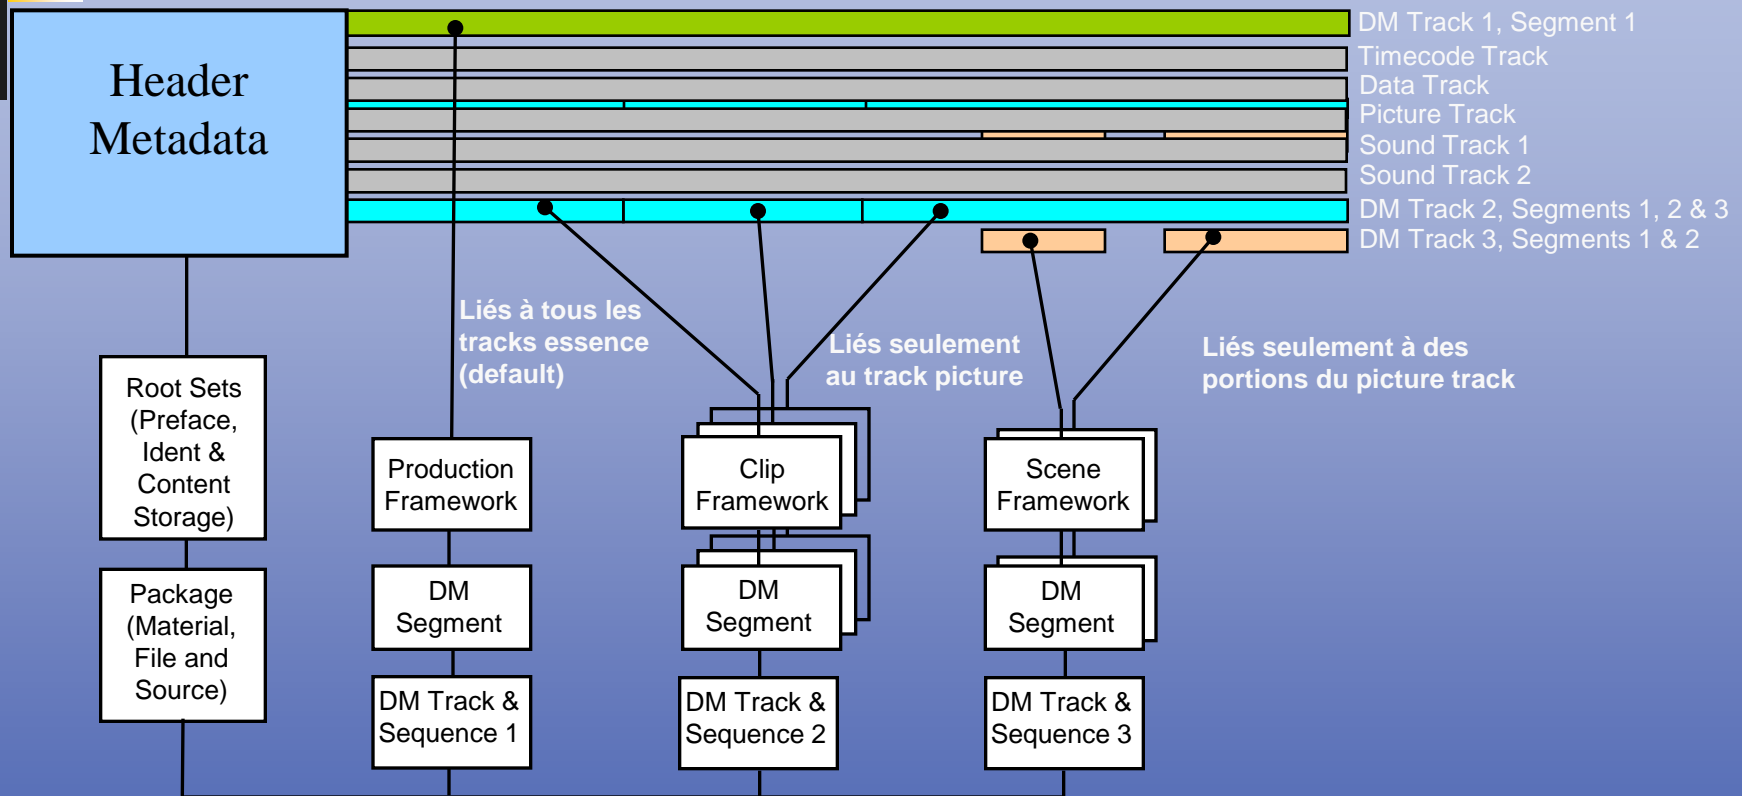 Header
Metadata
DM Track 1, Segment 1
Timecode Track
Data Track
Picture Track
Sound Track 1
Sound Track 2
DM Track 2, Segments 1, 2 & 3
DM Track 3, Segments 1 & 2
Liés à tous les
tracks essence
(default)
Liés seulement
au track picture
Liés seulement à des
portions du picture track
Root Sets
(Preface,
Ident &
Content
Storage)
Package
(Material,
File and
Source)
Production
Framework
DM
Segment
DM Track &
Sequence 1
Clip
Framework
DM
Segment
DM Track &
Sequence 2
Scene
Framework
DM
Segment
DM Track &
Sequence 3